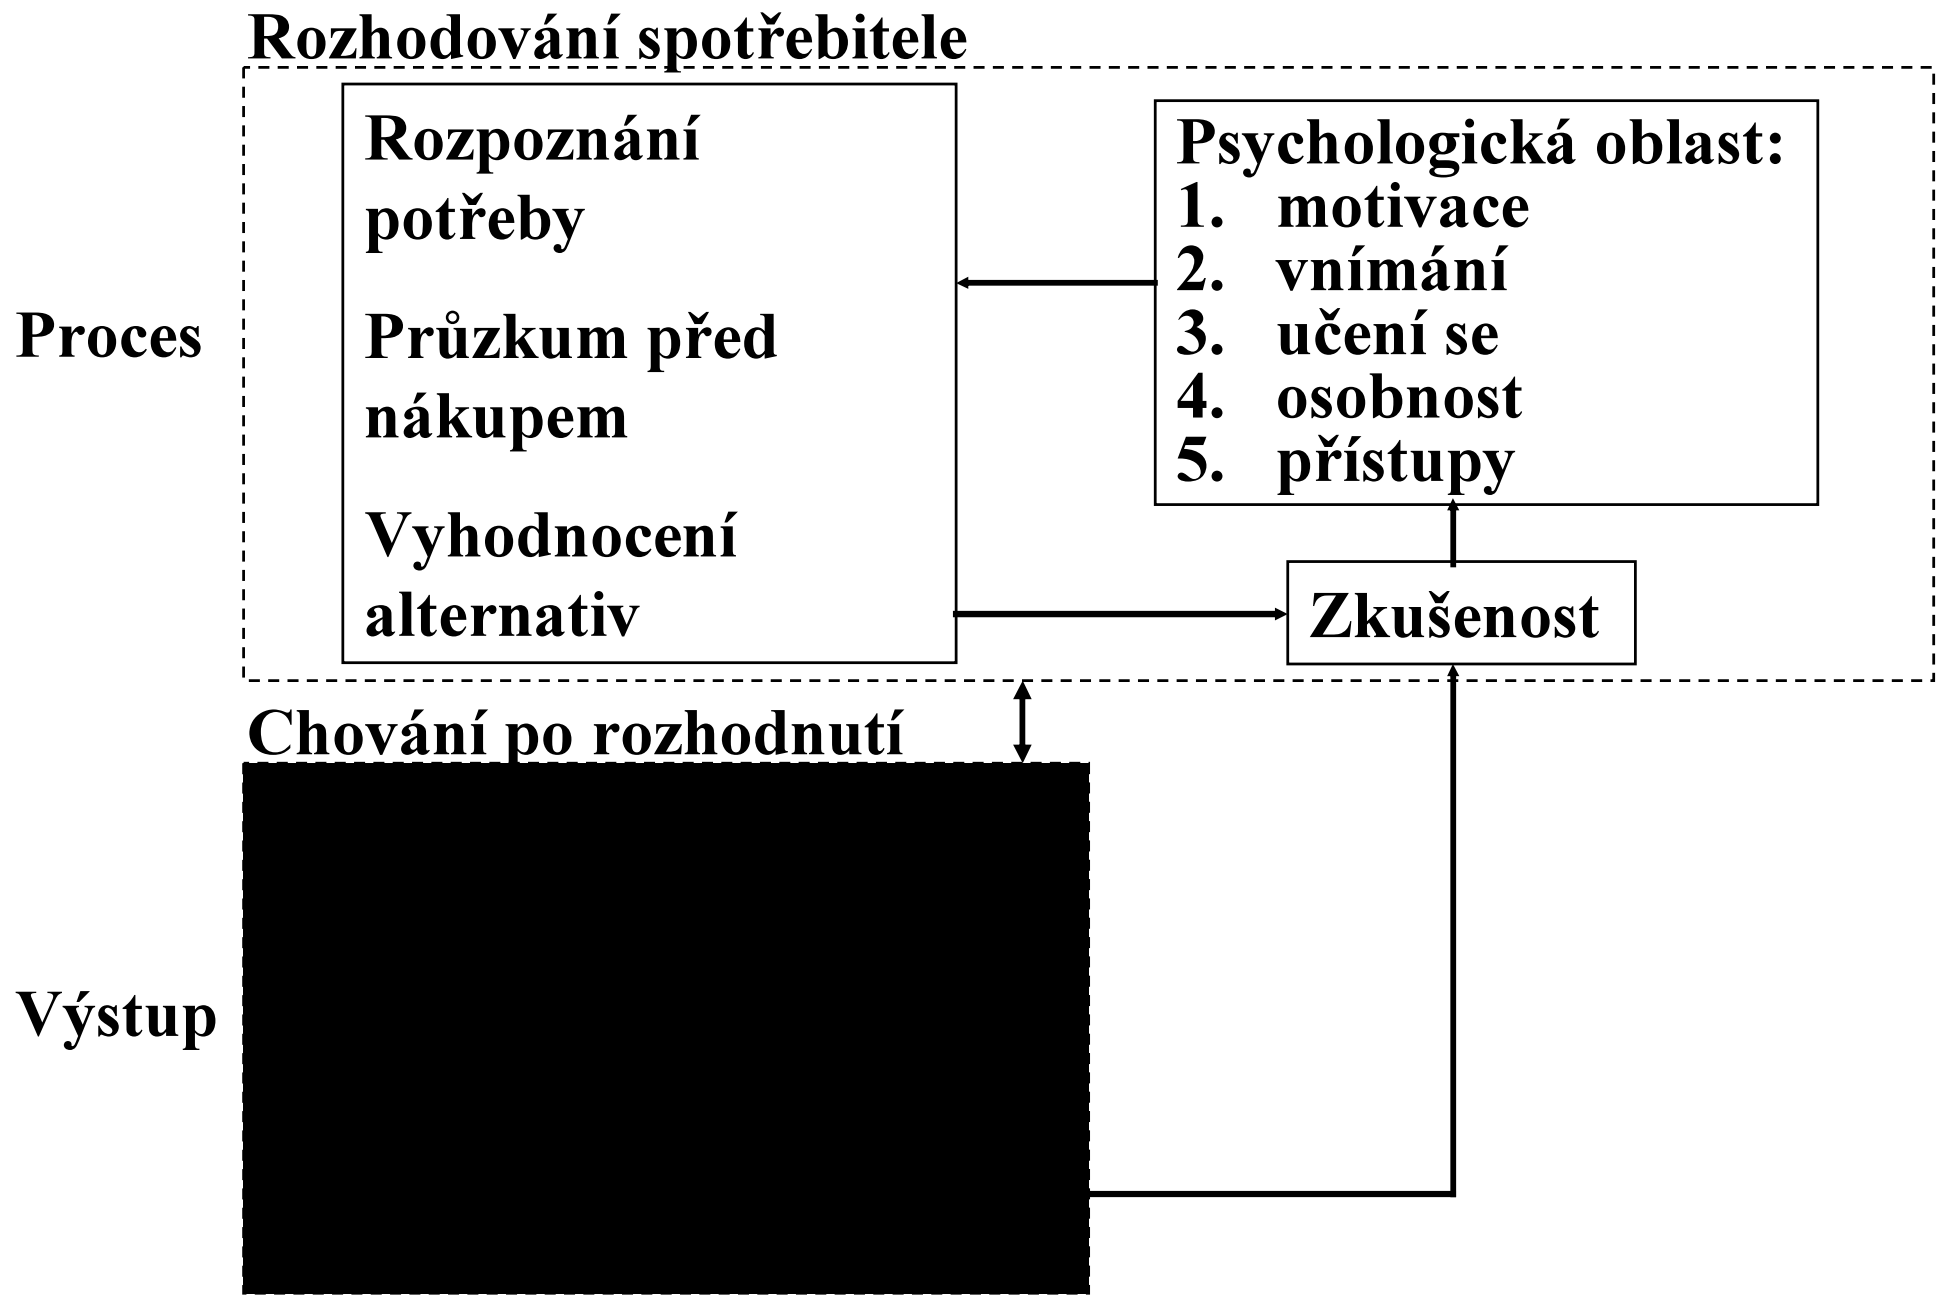 Rozhodování spotřebitele
Proces
Rozpoznání
potřeby
Průzkum před
nákupem
Vyhodnocení
alternativ
Psychologická oblast:
1. motivace
2. vnímání
3. učení se
4. osobnost
5. přístupy
Zkušenost
Chování po rozhodnutí
Výstup